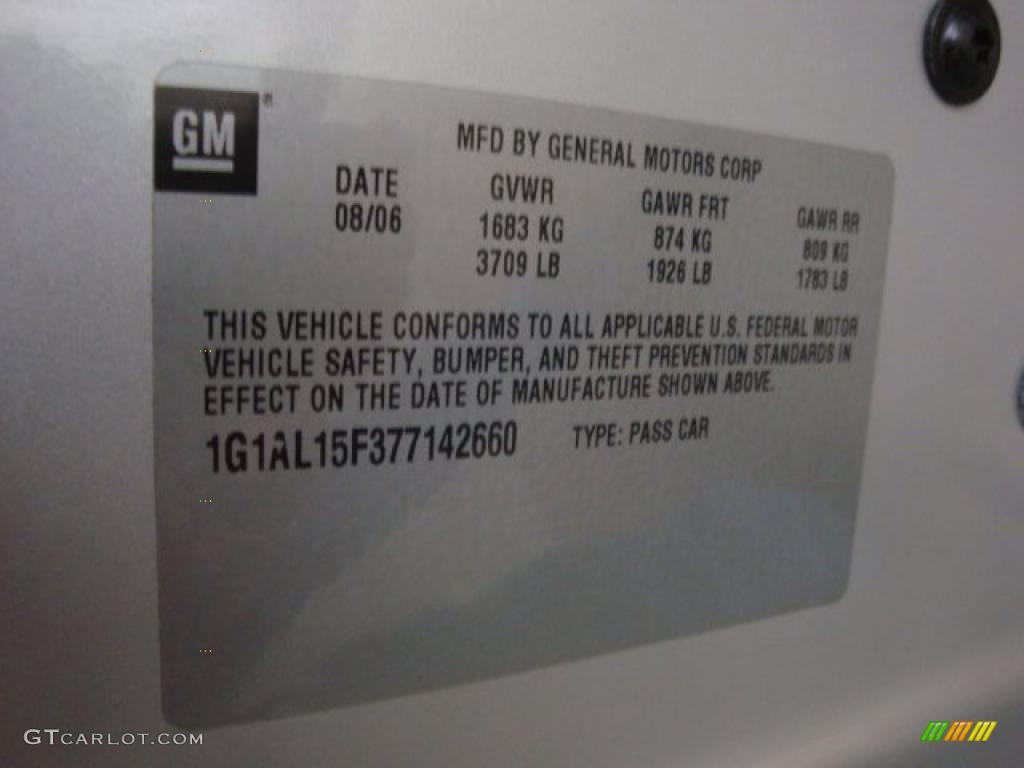 GM®
MFD BY GENERAL MOTORS CORP
DATE GVWR GAWR FRT GAWR RR
08/06 1683 KG 874 KG 809 KG
3709 LB 1926 LB 1783 LB
THIS VEHICLE CONFORMS TO ALL APPLICABLE U.S. FEDERAL MOTOR
VEHICLE SAFETY, BUMPER, AND THEFT PREVENTION STANDARDS IN
EFFECT ON THE DATE OF MANUFACTURE SHOWN ABOVE.
1G1AL15F377142660 TYPE: PASS CAR
GTCARLOT.COM